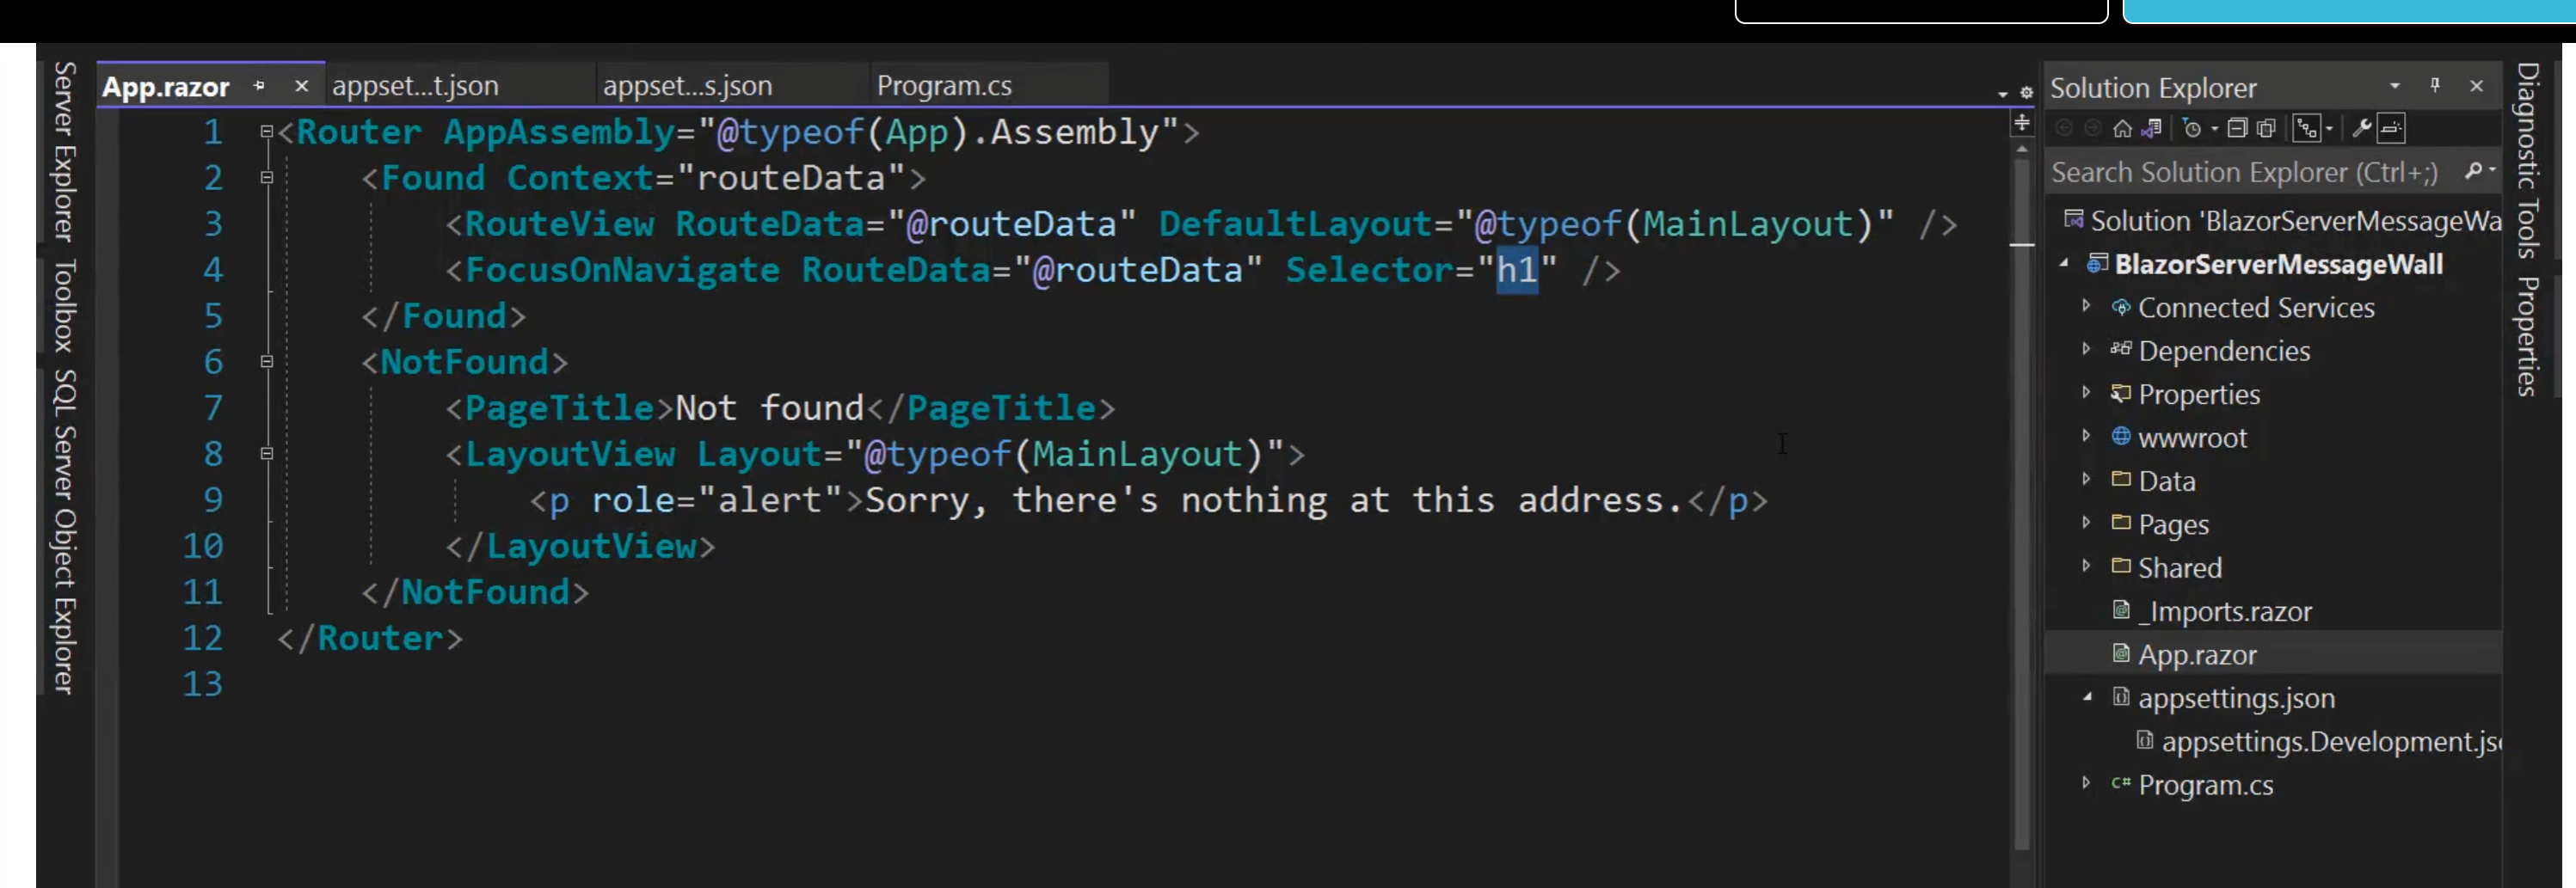 Server Explorer
Toolbox
SQL Server Object Explorer
App.razor
appset...t.json
appset...s.json
Program.cs
1 <Router AppAssembly="@typeof(App).Assembly">
2 <Found Context="routeData">
3 <RouteView RouteData="@routeData" DefaultLayout="@typeof(MainLayout)" />
4 <FocusOnNavigate RouteData="@routeData" Selector="h1" />
5 </Found>
6 <NotFound>
7 <PageTitle>Not found</PageTitle>
8 <LayoutView Layout="@typeof(MainLayout)">
9 <p role="alert">Sorry, there's nothing at this address.</p>
10 </LayoutView>
11 </NotFound>
12 </Router>
13
Solution Explorer
Search Solution Explorer (Ctrl+;)
Solution 'BlazorServerMessageWa
BlazorServerMessageWall
Connected Services
Dependencies
Properties
wwwroot
Data
Pages
Shared
_Imports.razor
App.razor
appsettings.json
appsettings.Development.js
C# Program.cs
Diagnostic Tools
Properties